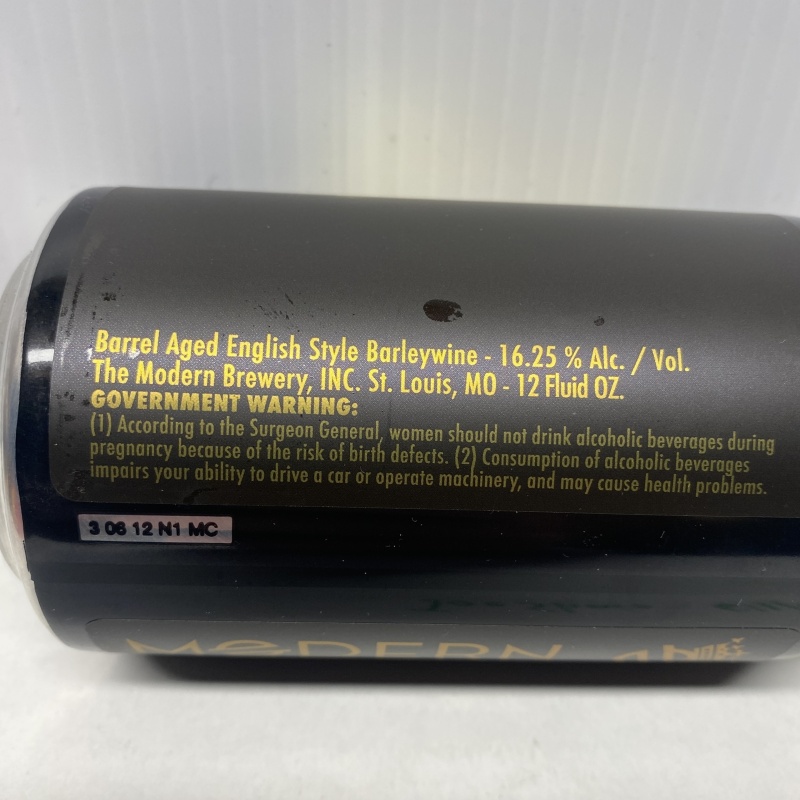 Barrel Aged English Style Barleywine - 16.25 % Alc. / Vol.
The Modern Brewery, INC. St. Louis, MO - 12 Fluid OZ.
GOVERNMENT WARNING:
(1) According to the Surgeon General, women should not drink alcoholic beverages during
pregnancy because of the risk of birth defects. (2) Consumption of alcoholic beverages
impairs your ability to drive a car or operate machinery, and may cause health problems.
3 06 12 N1 MC
MODERN